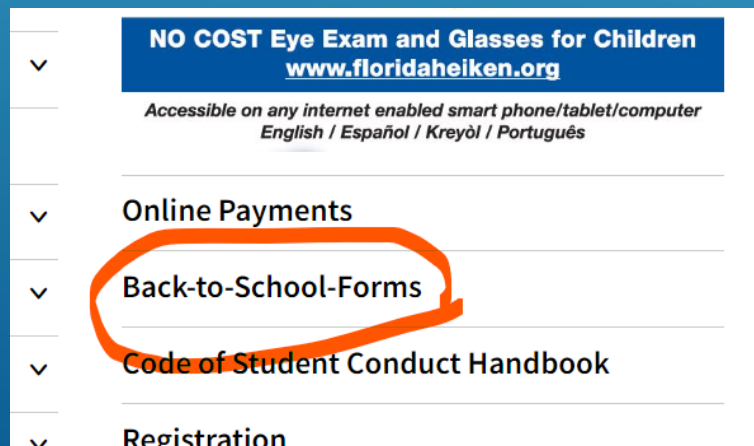 NO COST Eye Exam and Glasses for Children
www.floridaheiken.org
Accessible on any internet enabled smart phone/tablet/computer
English / Español / Kreyòl / Português
Online Payments
Back-to-School-Forms
Code of Student Conduct Handbook
Registration